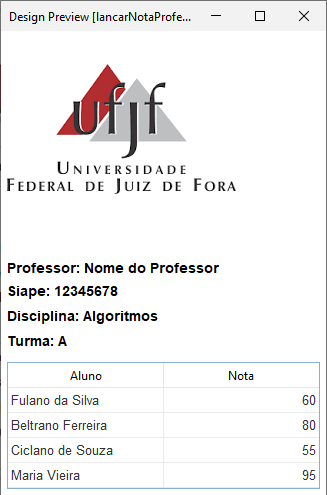 Design Preview [lancarNotaProfe...
ufjf
UNIVERSIDADE
FEDERAL DE JUIZ DE FORA
Professor: Nome do Professor
Siape: 12345678
Disciplina: Algoritmos
Turma: A
Aluno Nota
Fulano da Silva 60
Beltrano Ferreira 80
Ciclano de Souza 55
Maria Vieira 95